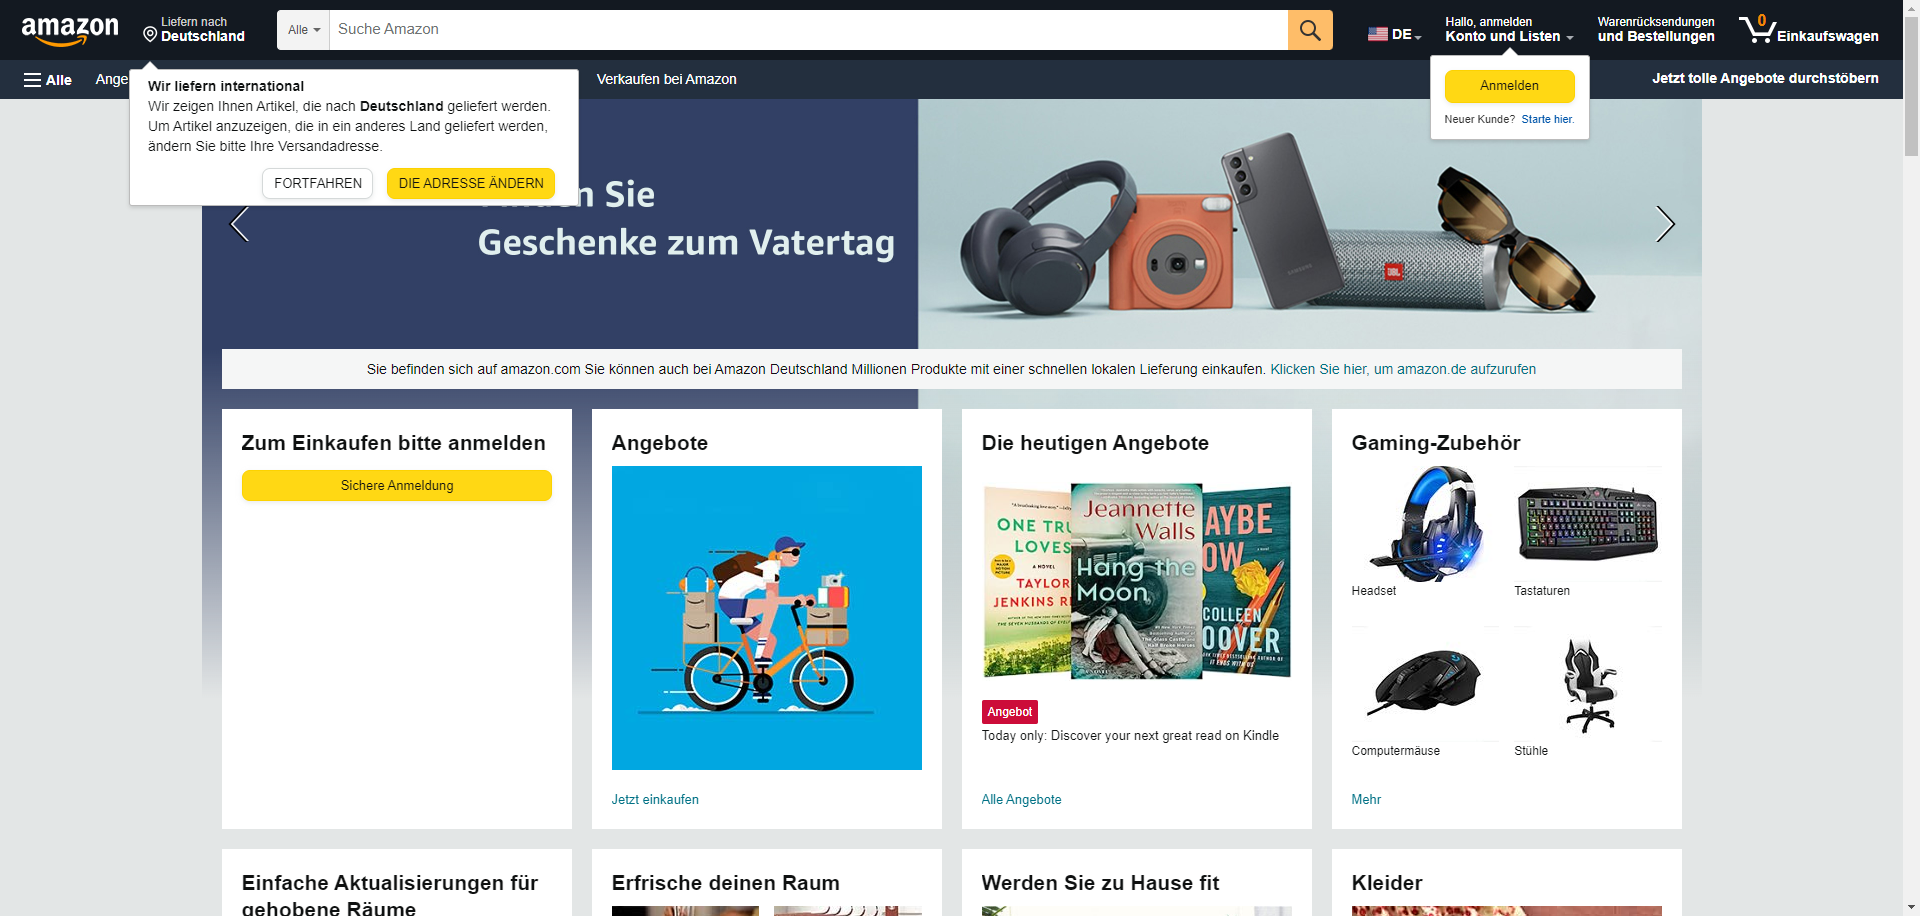 amazon
Liefern nach
Deutschland
Alle
Suche Amazon
DE
Hallo, anmelden
Konto und Listen
Warenrücksendungen
und Bestellungen
0
Einkaufswagen
Alle
Ange
Verkaufen bei Amazon
Jetzt tolle Angebote durchstöbern
Wir liefern international
Wir zeigen Ihnen Artikel, die nach Deutschland geliefert werden.
Um Artikel anzuzeigen, die in ein anderes Land geliefert werden,
ändern Sie bitte Ihre Versandadresse.
FORTFAHREN
DIE ADRESSE ÄNDERN
Anmelden
Neuer Kunde? Starte hier.
Sie
Geschenke zum Vatertag
SAMSUNG
JBL
Sie befinden sich auf amazon.com Sie können auch bei Amazon Deutschland Millionen Produkte mit einer schnellen lokalen Lieferung einkaufen. Klicken Sie hier, um amazon.de aufzurufen
Zum Einkaufen bitte anmelden
Sichere Anmeldung
Angebote
Jetzt einkaufen
Die heutigen Angebote
ONE TRU
LOVES
A NOVEL
TAYLOR
JENKINS RE
Jeannette
Walls
Hang the
Moon
AYBE
OW
COLLEEN
OOVER
Angebot
Today only: Discover your next great read on Kindle
Alle Angebote
Gaming-Zubehör
Headset
Tastaturen
Computermäuse
Stühle
Mehr
Einfache Aktualisierungen für
gehobene Räume
Erfrische deinen Raum
Werden Sie zu Hause fit
Kleider